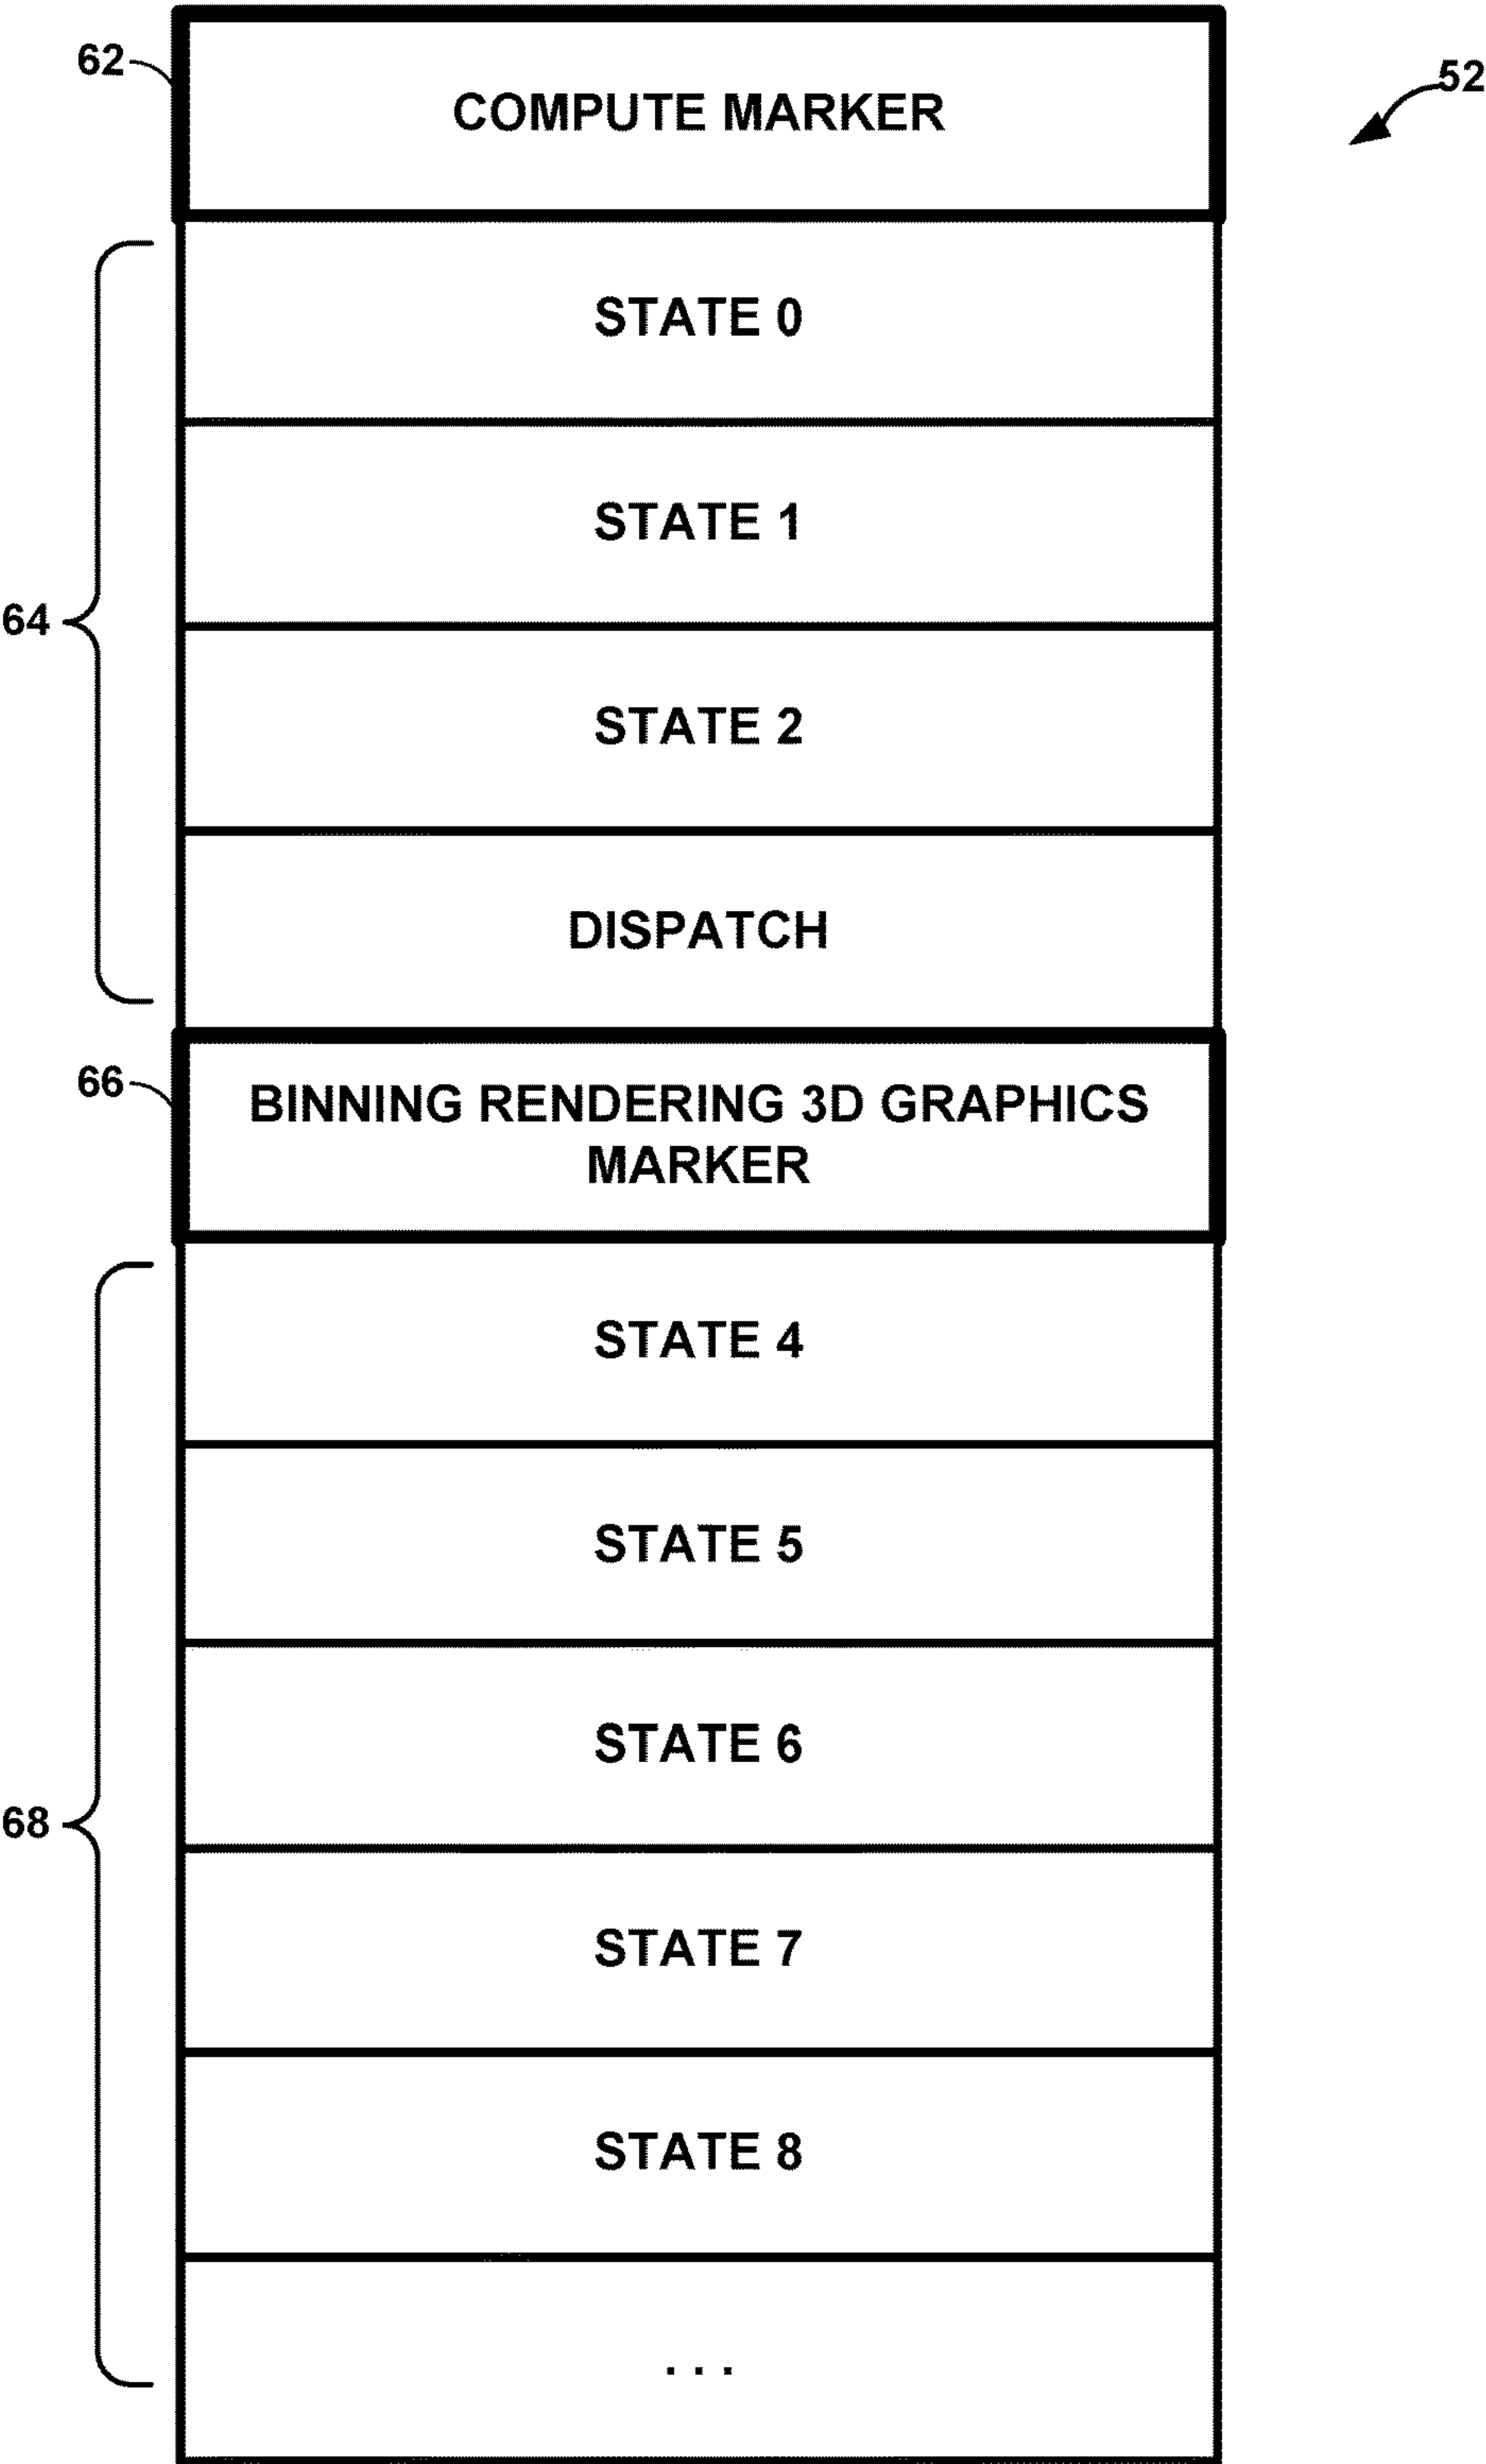 62
COMPUTE MARKER
52
STATE 0
STATE 1
64
STATE 2
DISPATCH
66
BINNING RENDERING 3D GRAPHICS
MARKER
STATE 4
STATE 5
STATE 6
68
STATE 7
STATE 8
...